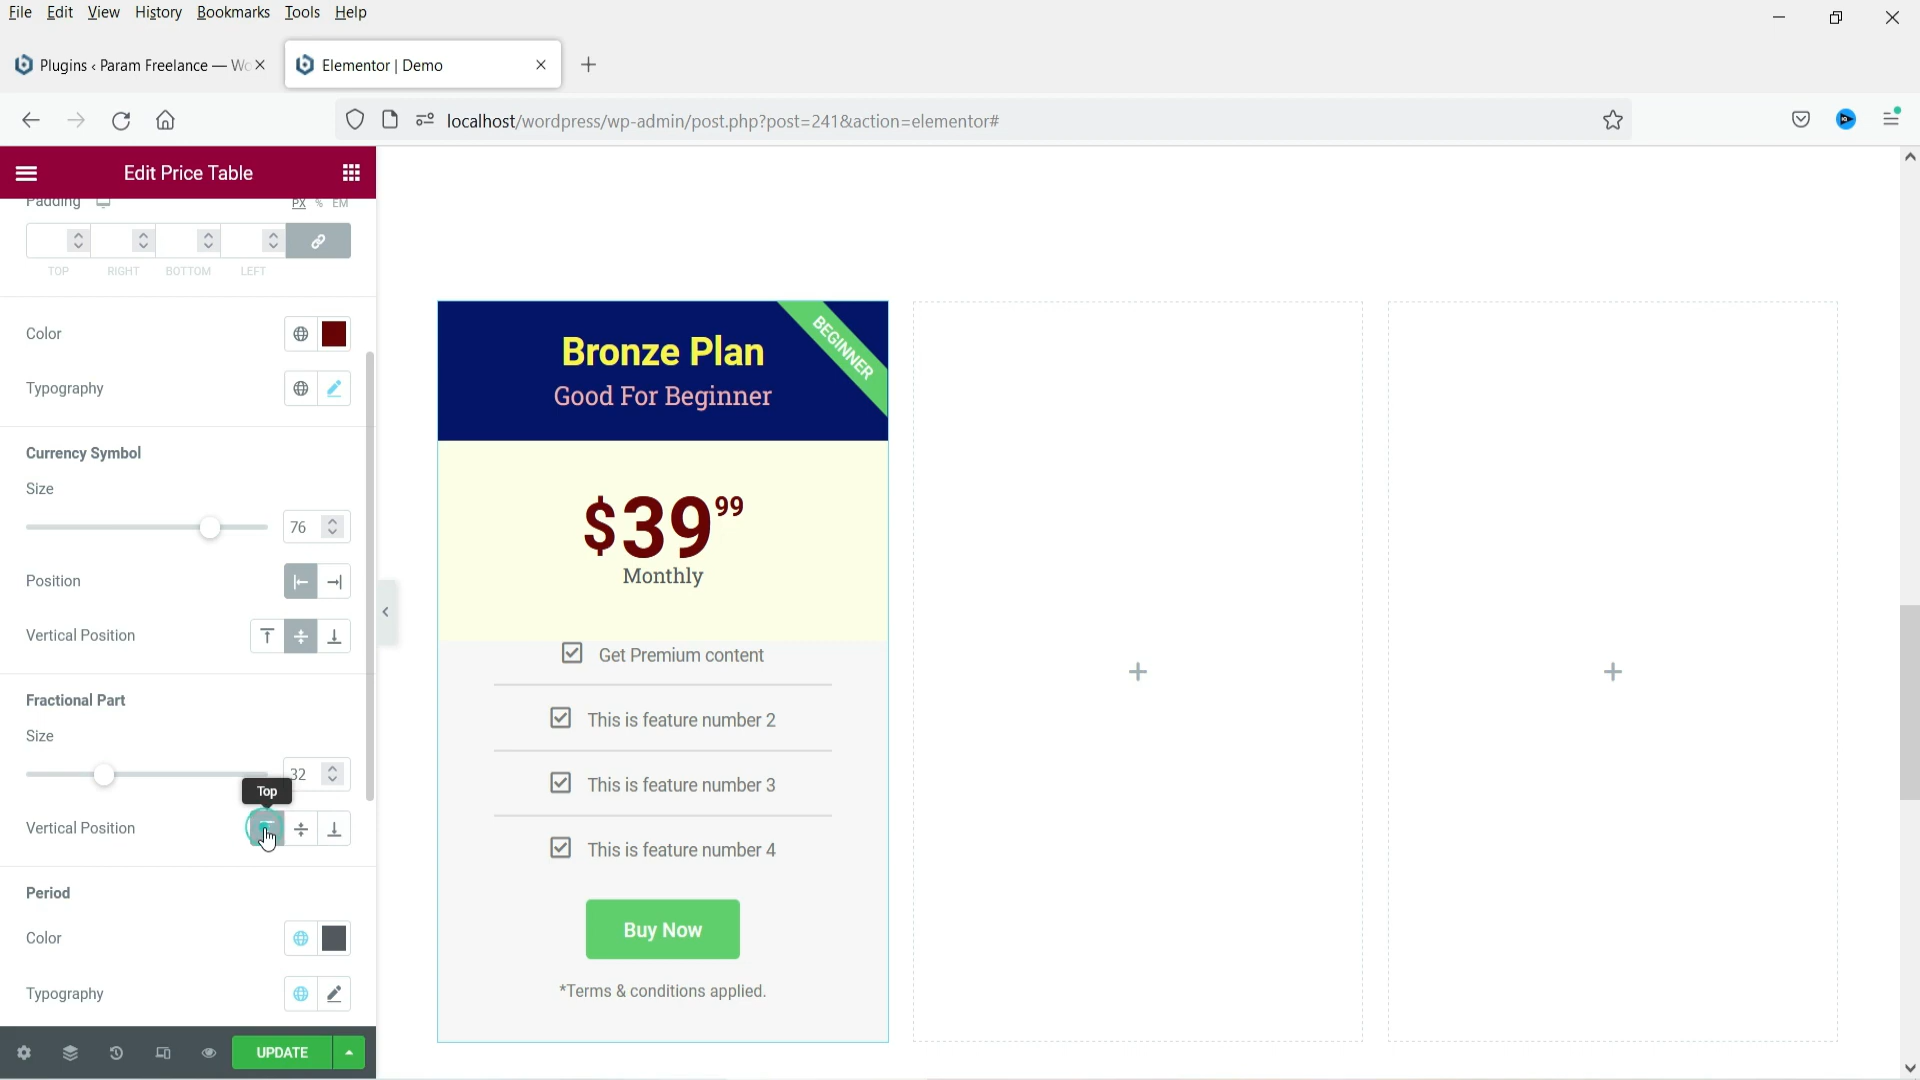 File Edit View History Bookmarks Tools Help
Plugins ‹ Param Freelance — Wo
Elementor | Demo
localhost/wordpress/wp-admin/post.php?post=241&action=elementor#
Edit Price Table
Padding PX % EM
TOP RIGHT BOTTOM LEFT
Color
Typography
Currency Symbol
Size
76
Position
Vertical Position
Fractional Part
Size
32
Top
Vertical Position
Period
Color
Typography
UPDATE
BEGINNER
Bronze Plan
Good For Beginner
$39 99
Monthly
Get Premium content
This is feature number 2
This is feature number 3
This is feature number 4
Buy Now
*Terms & conditions applied.